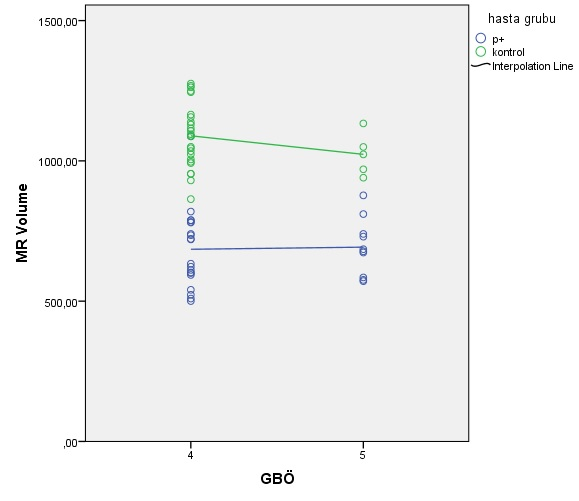 hasta grubu
p+
kontrol
Interpolation Line
1500,00
1000,00
500,00
,00
MR Volume
4
5
GBÖ